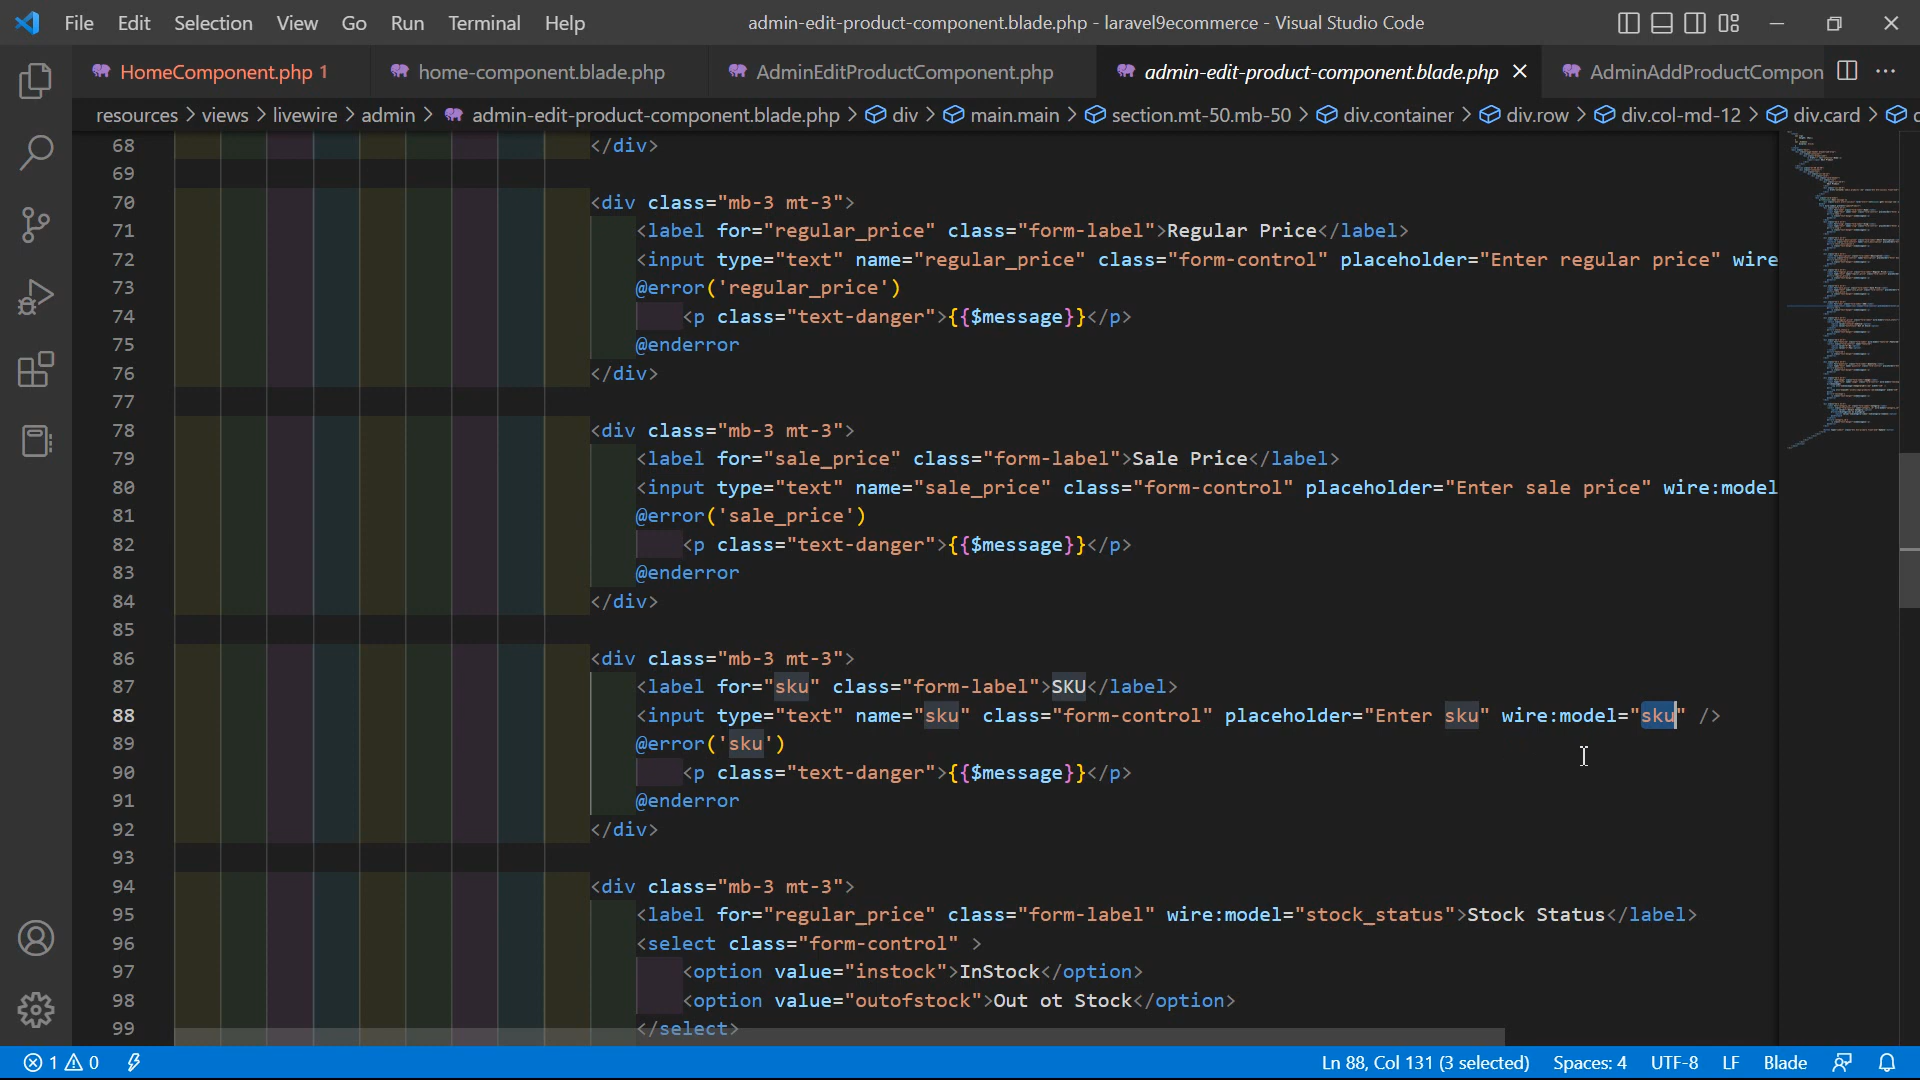 File Edit Selection View Go Run Terminal Help admin-edit-product-component.blade.php - laravel9ecommerce - Visual Studio Code
HomeComponent.php 1 home-component.blade.php AdminEditProductComponent.php admin-edit-product-component.blade.php AdminAddProductCompon
resources > views > livewire > admin > admin-edit-product-component.blade.php > div > main.main > section.mt-50.mb-50 > div.container > div.row > div.col-md-12 > div.card >
68 </div>
69
70 <div class="mb-3 mt-3">
71 <label for="regular_price" class="form-label">Regular Price</label>
72 <input type="text" name="regular_price" class="form-control" placeholder="Enter regular price" wire
73 @error('regular_price')
74 <p class="text-danger">{{$message}}</p>
75 @enderror
76 </div>
77
78 <div class="mb-3 mt-3">
79 <label for="sale_price" class="form-label">Sale Price</label>
80 <input type="text" name="sale_price" class="form-control" placeholder="Enter sale price" wire:model
81 @error('sale_price')
82 <p class="text-danger">{{$message}}</p>
83 @enderror
84 </div>
85
86 <div class="mb-3 mt-3">
87 <label for="sku" class="form-label">SKU</label>
88 <input type="text" name="sku" class="form-control" placeholder="Enter sku" wire:model="sku" />
89 @error('sku')
90 <p class="text-danger">{{$message}}</p>
91 @enderror
92 </div>
93
94 <div class="mb-3 mt-3">
95 <label for="regular_price" class="form-label" wire:model="stock_status">Stock Status</label>
96 <select class="form-control" >
97 <option value="instock">InStock</option>
98 <option value="outofstock">Out ot Stock</option>
99 </select>
1 0 Ln 88, Col 131 (3 selected) Spaces: 4 UTF-8 LF Blade